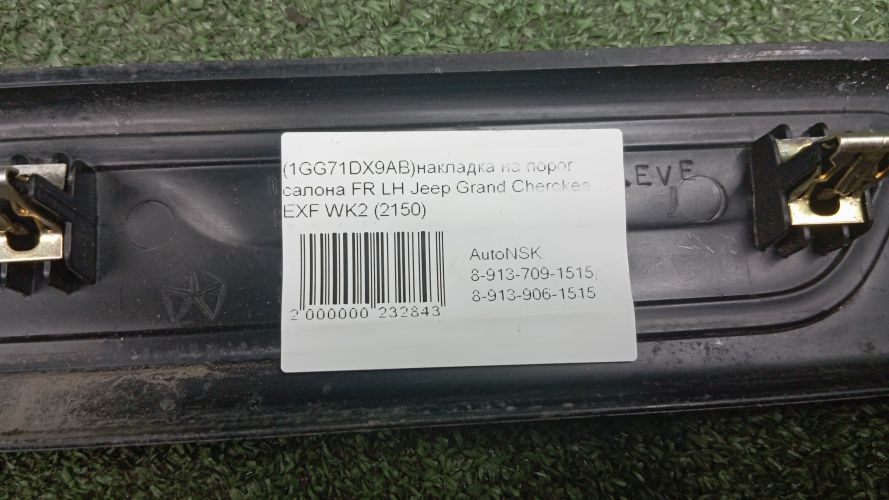 (1GG71DX9AB)накладка на порог
салона FR LH Jeep Grand Cherokee
EXF WK2 (2150)
AutoNSK
8-913-709-1515
8-913-906-1515
2 000000 232843